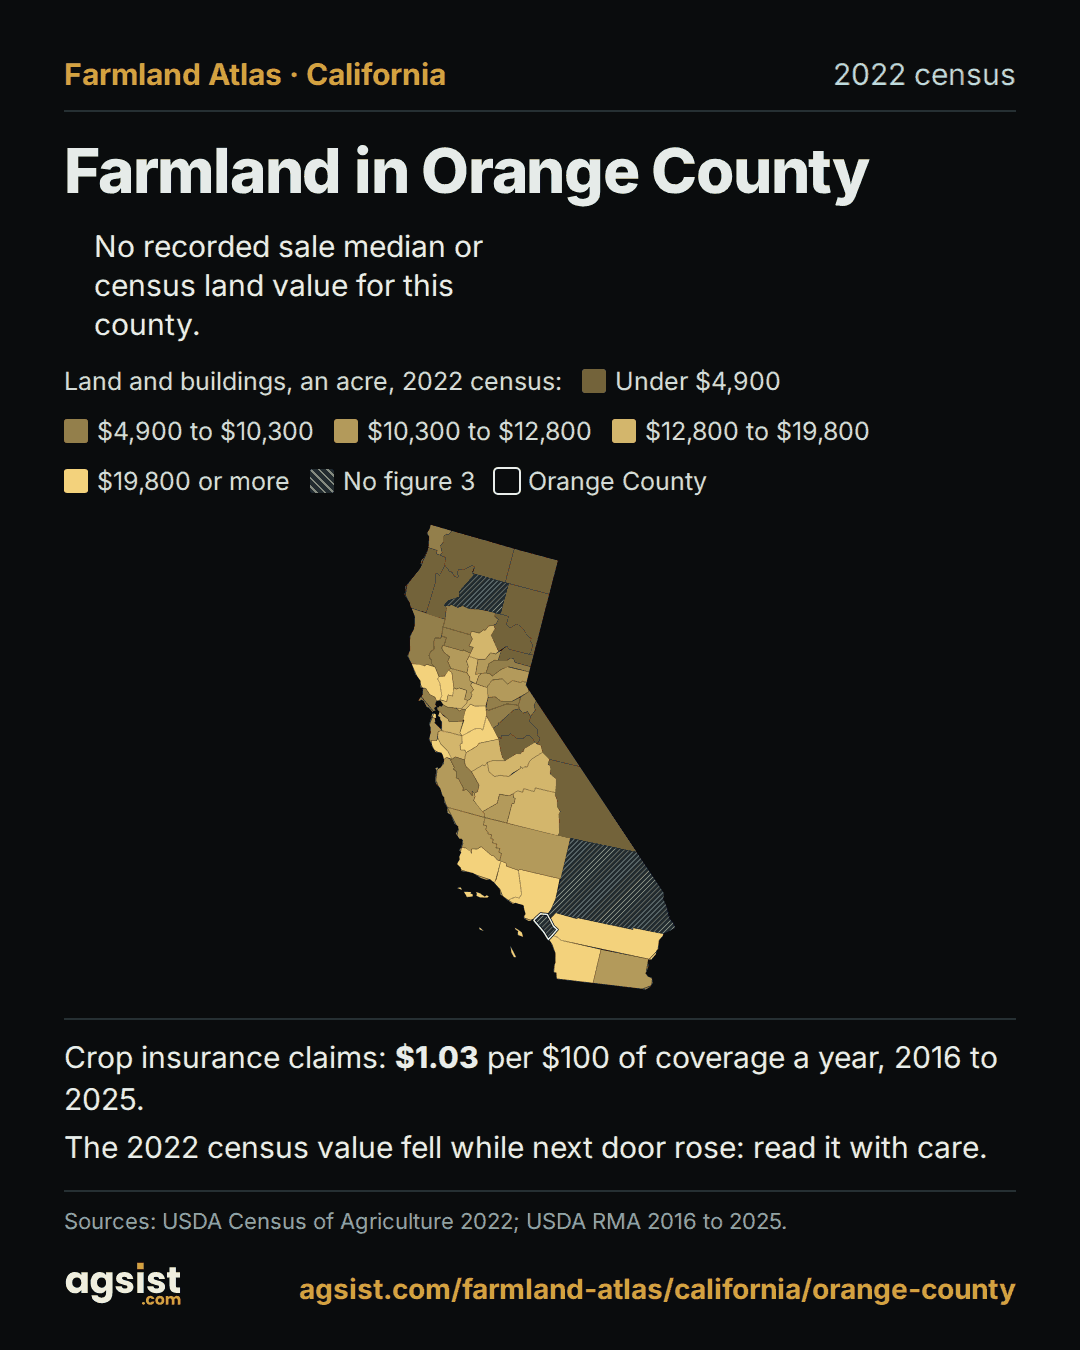 Farmland Atlas · California
2022 census
Farmland in Orange County
No recorded sale median or
census land value for this
county.
Land and buildings, an acre, 2022 census: Under $4,900
$4,900 to $10,300 $10,300 to $12,800 $12,800 to $19,800
$19,800 or more No figure 3 Orange County
Crop insurance claims: $1.03 per $100 of coverage a year, 2016 to
2025.
The 2022 census value fell while next door rose: read it with care.
Sources: USDA Census of Agriculture 2022; USDA RMA 2016 to 2025.
agsist
.com
agsist.com/farmland-atlas/california/orange-county